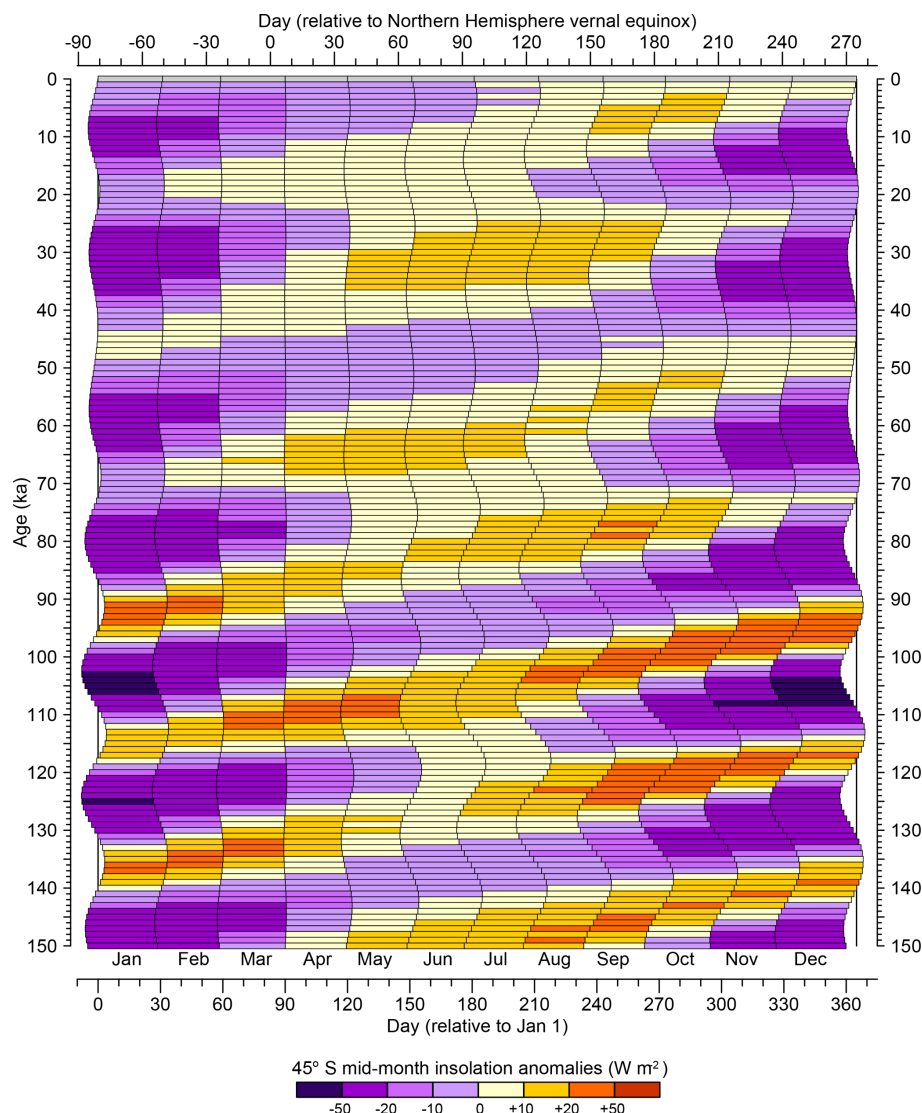 Day (relative to Northern Hemisphere vernal equinox)
-90 -60 -30 0 30 60 90 120 150 180 210 240 270
0 0
10 10
20 20
30 30
40 40
50 50
60 60
70 70
Age (ka)
80 80
90 90
100 100
110 110
120 120
130 130
140 140
150 150
Jan Feb Mar Apr May Jun Jul Aug Sep Oct Nov Dec
0 30 60 90 120 150 180 210 240 270 300 330 360
Day (relative to Jan 1)
45° S mid-month insolation anomalies (W m²)
-50 -20 -10 0 +10 +20 +50